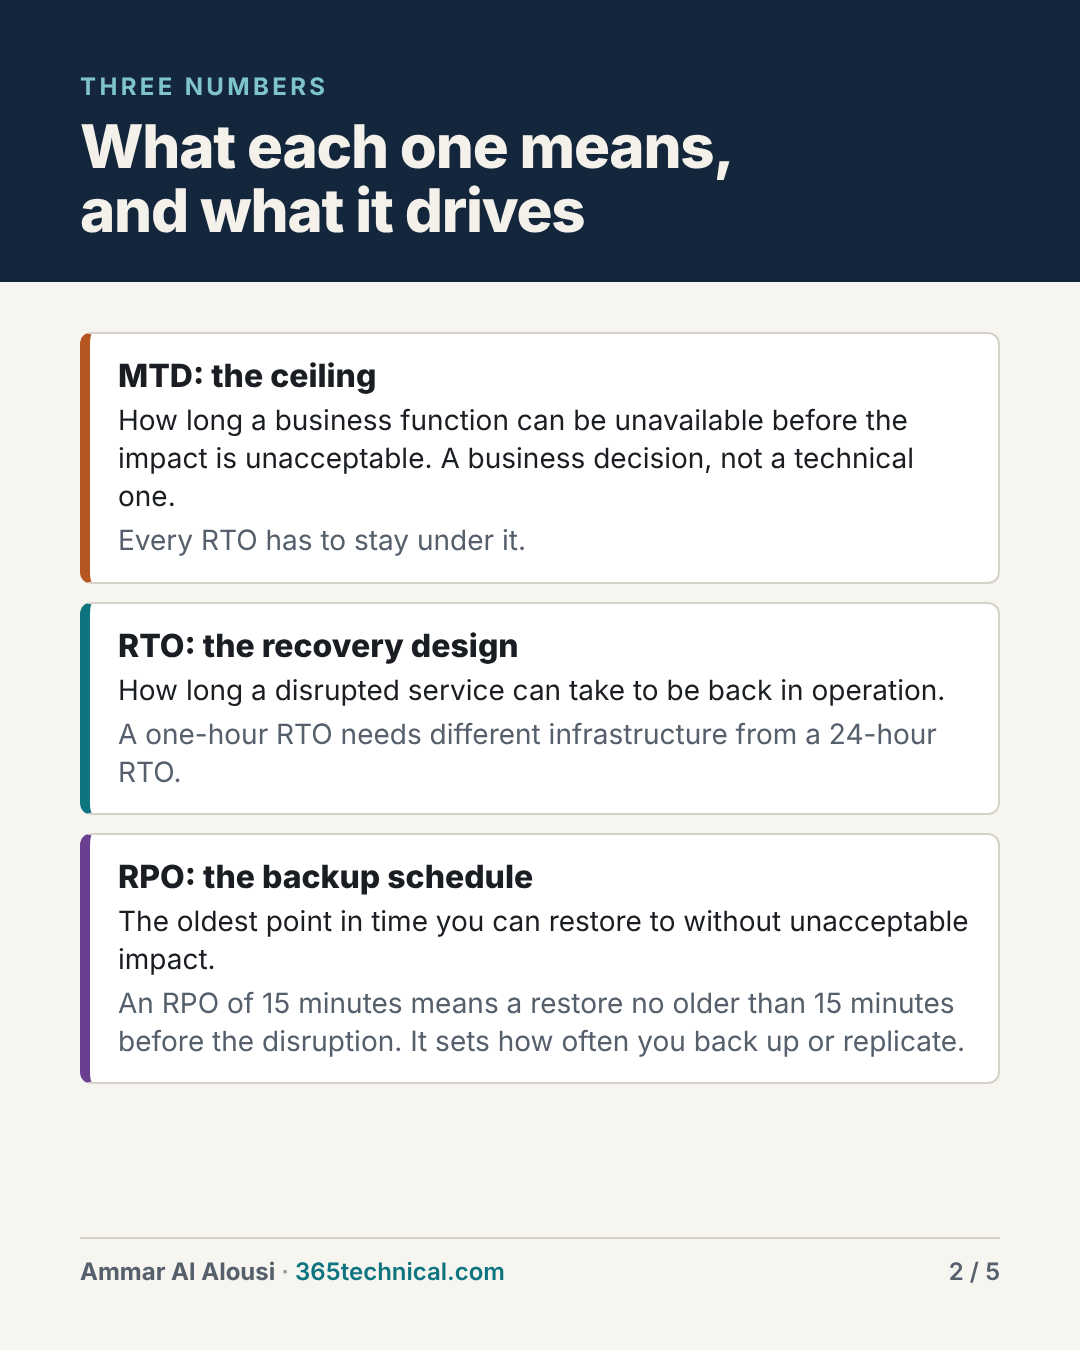 THREE NUMBERS
What each one means,
and what it drives
MTD: the ceiling
How long a business function can be unavailable before the
impact is unacceptable. A business decision, not a technical
one.
Every RTO has to stay under it.
RTO: the recovery design
How long a disrupted service can take to be back in operation.
A one-hour RTO needs different infrastructure from a 24-hour
RTO.
RPO: the backup schedule
The oldest point in time you can restore to without unacceptable
impact.
An RPO of 15 minutes means a restore no older than 15 minutes
before the disruption. It sets how often you back up or replicate.
Ammar Al Alousi · 365technical.com
2 / 5